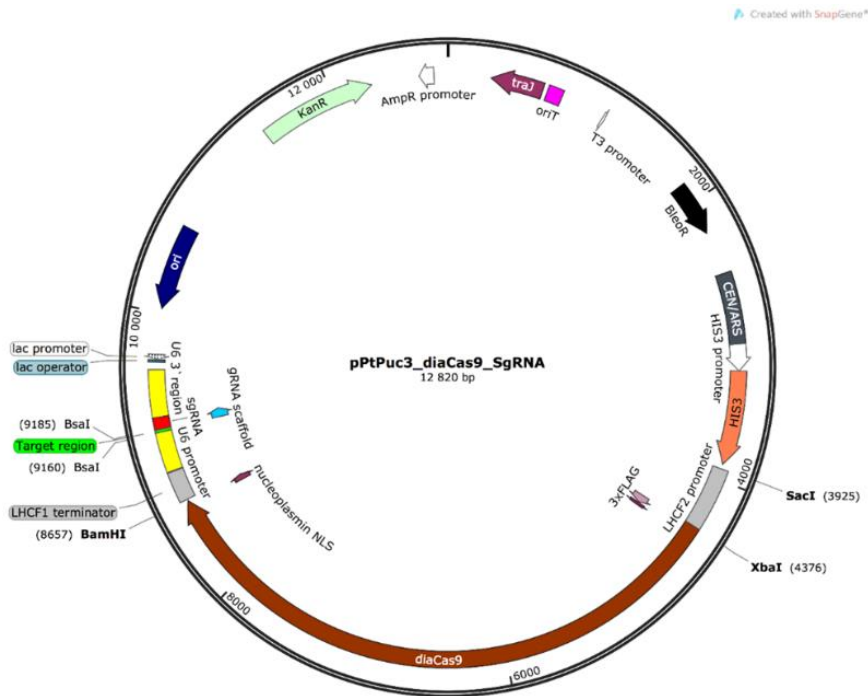 Created with SnapGene®
12 000
KanR
AmpR promoter
traJ
oriT
T3 promoter
2000
BleoR
ori
CEN/ARS
10 000
HIS3 promoter
HIS3
lac promoter
lac operator
U6 3' region
sgRNA
gRNA scaffold
pPtPuc3_diaCas9_SgRNA
12 820 bp
(9185) BsaI
Target region
(9160) BsaI
U6 promoter
nucleoplasmin NLS
LHCF1 terminator
(8657) BamHI
3xFLAG
LHCF2 promoter
4000
SacI (3925)
XbaI (4376)
8000
diaCas9
6000